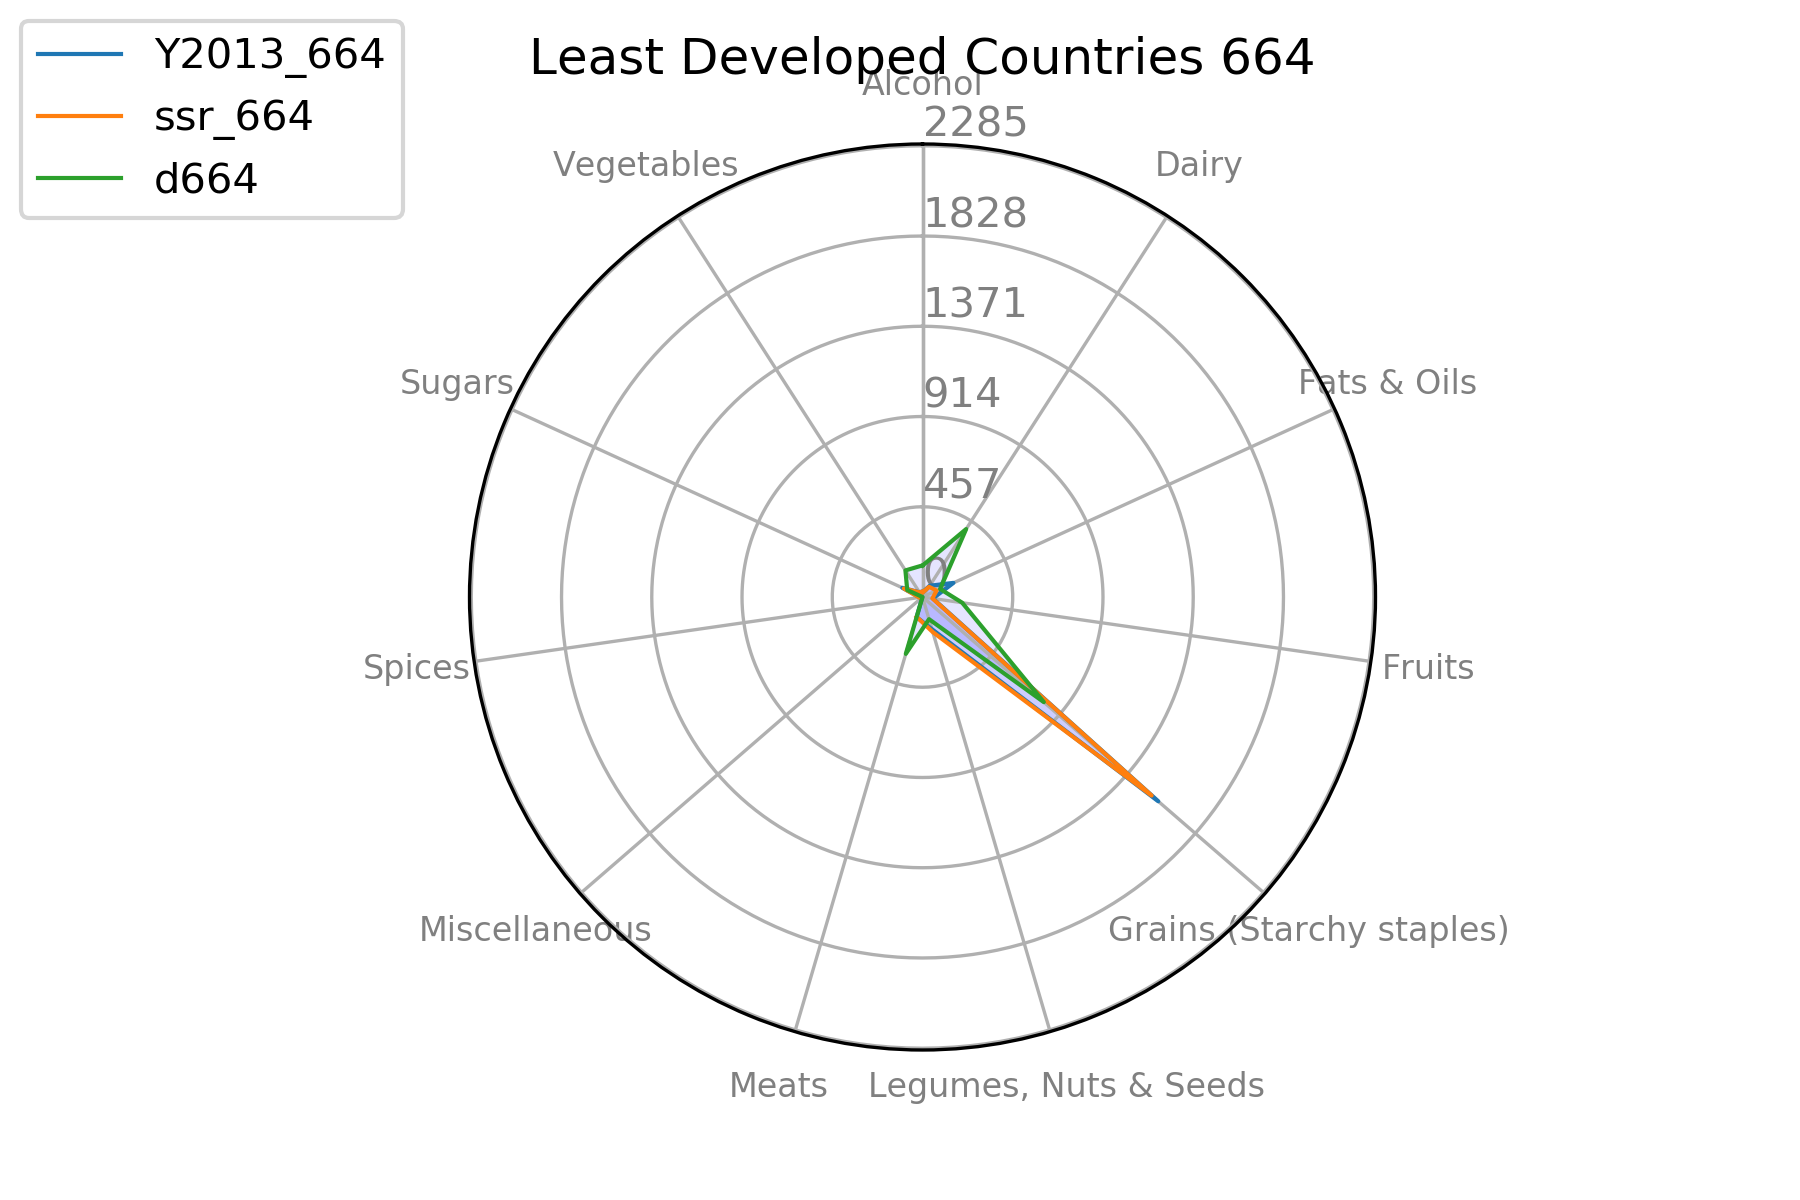 Y2013_664
ssr_664
d664
Least Developed Countries 664
Alcohol
2285
Vegetables
Dairy
1828
1371
Sugars
Fats & Oils
914
457
0
Spices
Fruits
Miscellaneous
Grains (Starchy staples)
Meats
Legumes, Nuts & Seeds